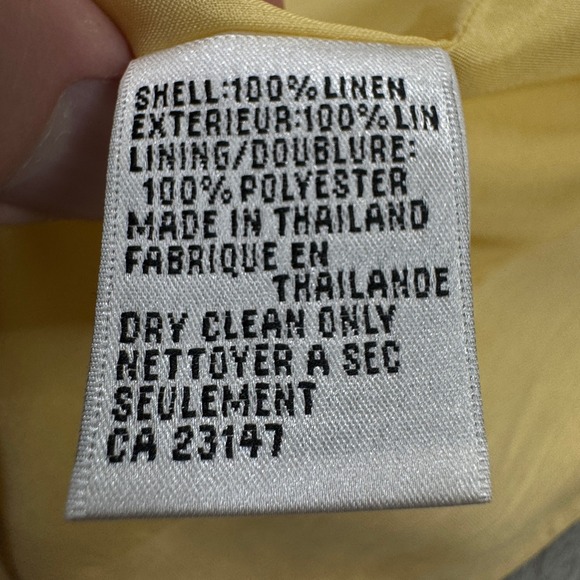 SHELL:100% LINEN
EXTERIEUR:100% LIN
LINING/DOUBLURE:
100% POLYESTER
MADE IN THAILAND
FABRIQUE EN
THAILANDE
DRY CLEAN ONLY
NETTOYER A SEC
SEULEMENT
CA 23147